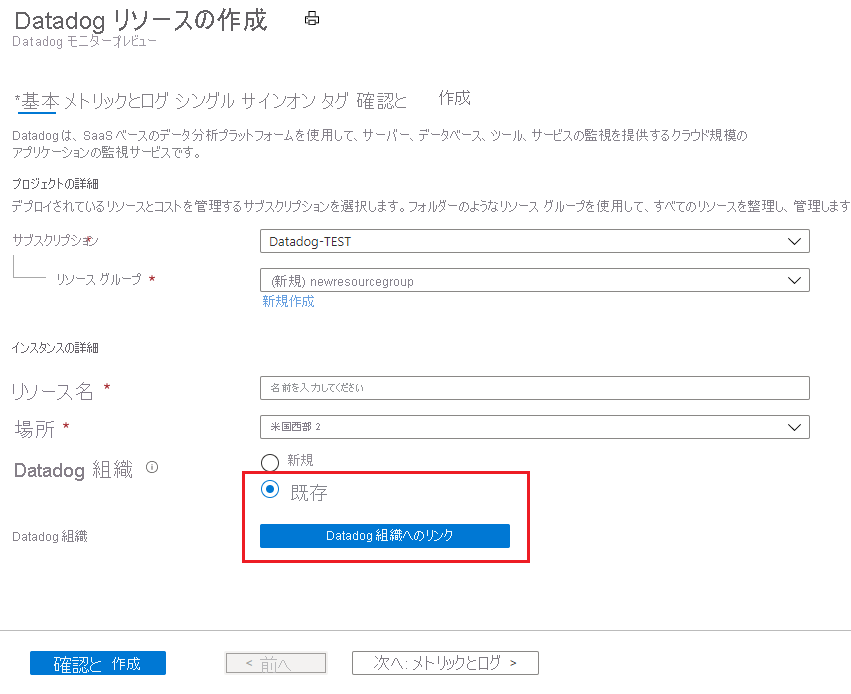 Datadog リソースの作成
Datadog モニタープレビュー
*基本 メトリックとログ シングル サインオン タグ 確認と 作成
Datadog は、SaaS ベースのデータ分析プラットフォームを使用して、サーバー、データベース、ツール、サービスの監視を提供するクラウド規模の
アプリケーションの監視サービスです。
プロジェクトの詳細
デプロイされているリソースとコストを管理するサブスクリプションを選択します。フォルダーのようなリソース グループを使用して、すべてのリソースを整理し、管理します
サブスクリプション * Datadog-TEST
リソース グループ * (新規) newresourcegroup
新規作成
インスタンスの詳細
リソース名 * 名前を入力してください
場所 * 米国西部 2
Datadog 組織 新規
既存
Datadog 組織 Datadog 組織へのリンク
確認と 作成 < 前へ 次へ: メトリックとログ >